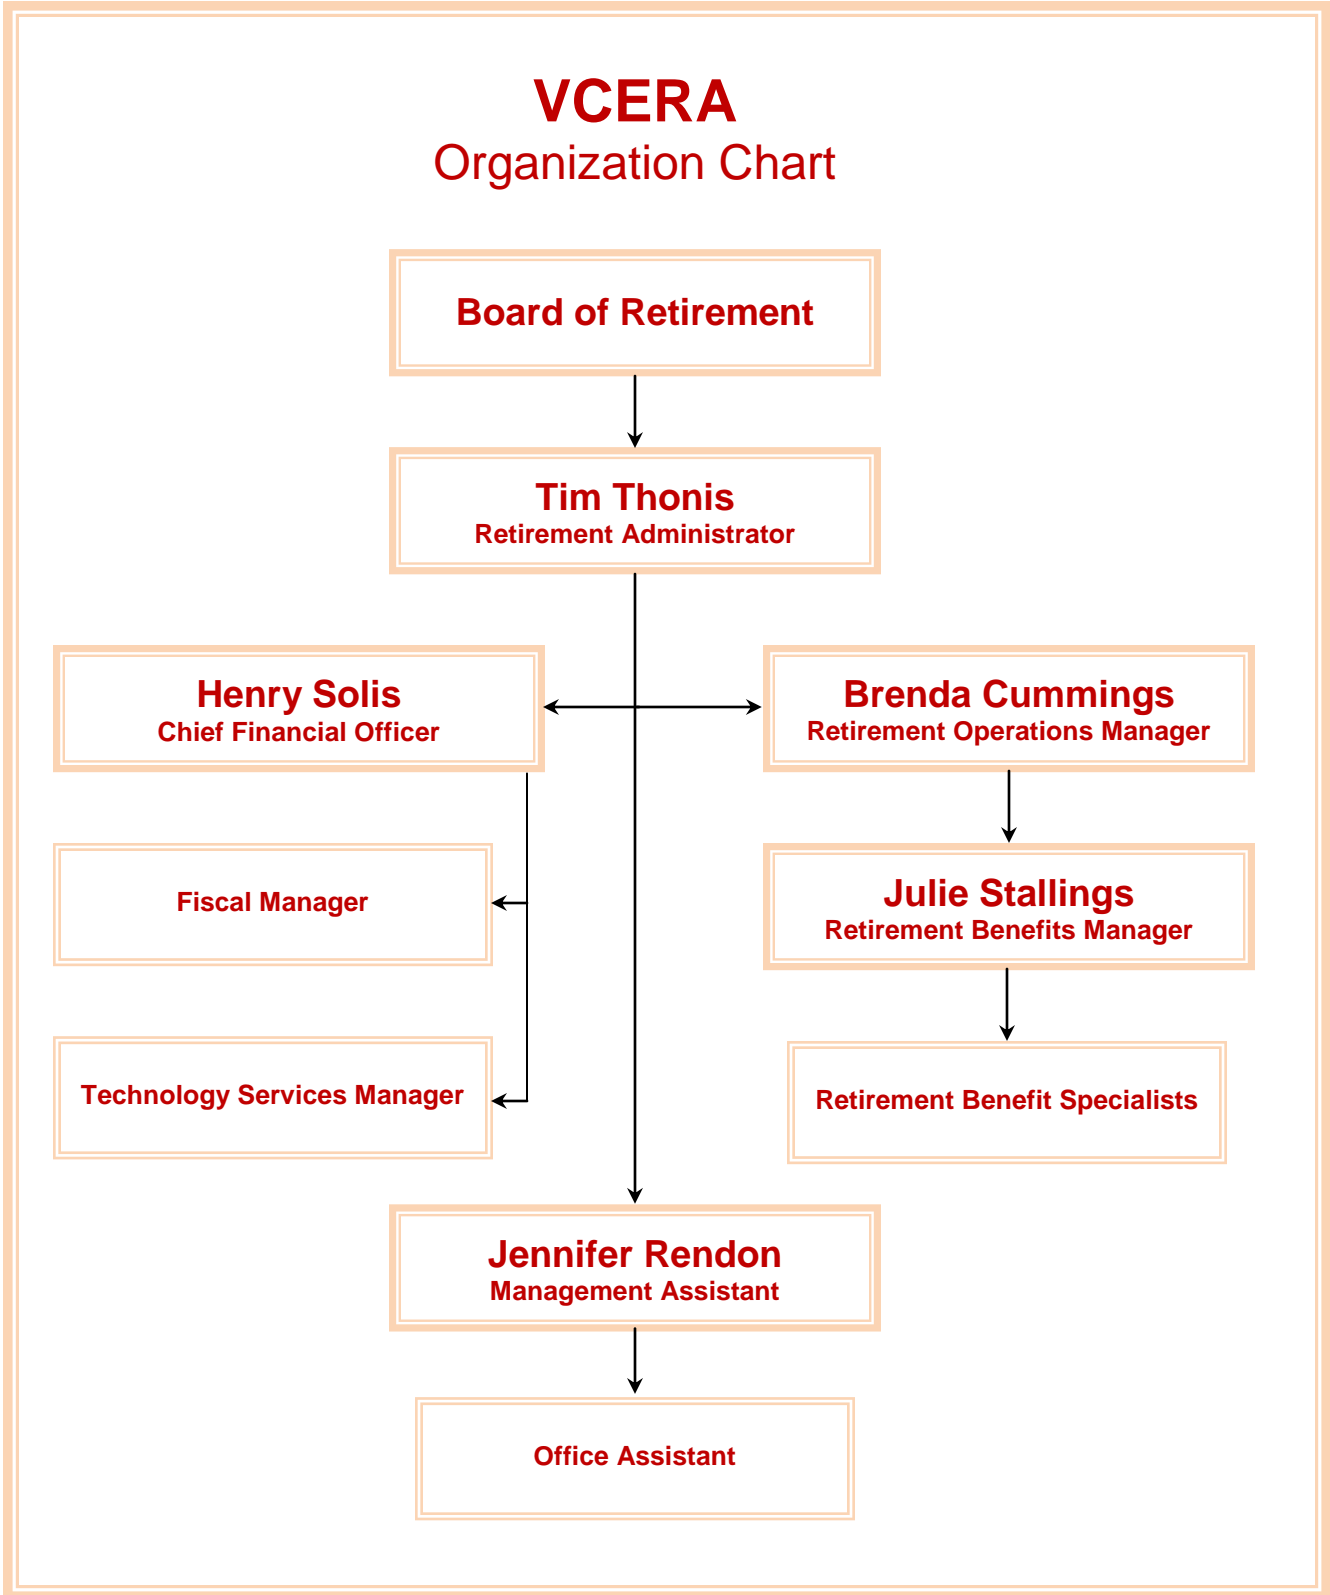 VCERA
Organization Chart
Board of Retirement
Tim Thonis
Retirement Administrator
Henry Solis
Chief Financial Officer
Brenda Cummings
Retirement Operations Manager
Fiscal Manager
Julie Stallings
Retirement Benefits Manager
Technology Services Manager
Retirement Benefit Specialists
Jennifer Rendon
Management Assistant
Office Assistant